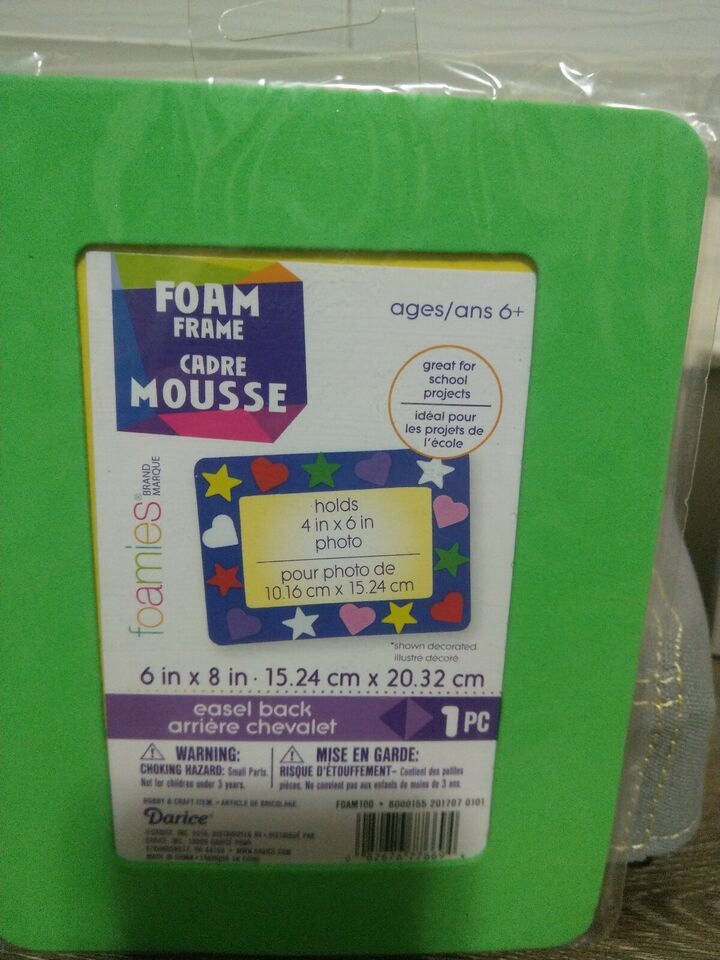 FOAM
FRAME
CADRE
MOUSSE
ages/ans 6+
great for
school
projects
idéal pour
les projets de
l'école
foamies®
BRAND
MARQUE
holds
4 in x 6 in
photo
pour photo de
10.16 cm x 15.24 cm
*shown decorated
illustré décoré
6 in x 8 in · 15.24 cm x 20.32 cm
easel back
arrière chevalet
1 PC
WARNING:
CHOKING HAZARD: Small Parts.
Not for children under 3 years.
MISE EN GARDE:
RISQUE D'ÉTOUFFEMENT– Contient des petites
pièces. Ne convient pas aux enfants de moins de 3 ans.
HOBBY & CRAFT ITEM • ARTICLE DE BRICOLAGE
FOAM100 • 8000155 201707 0101
Darice®